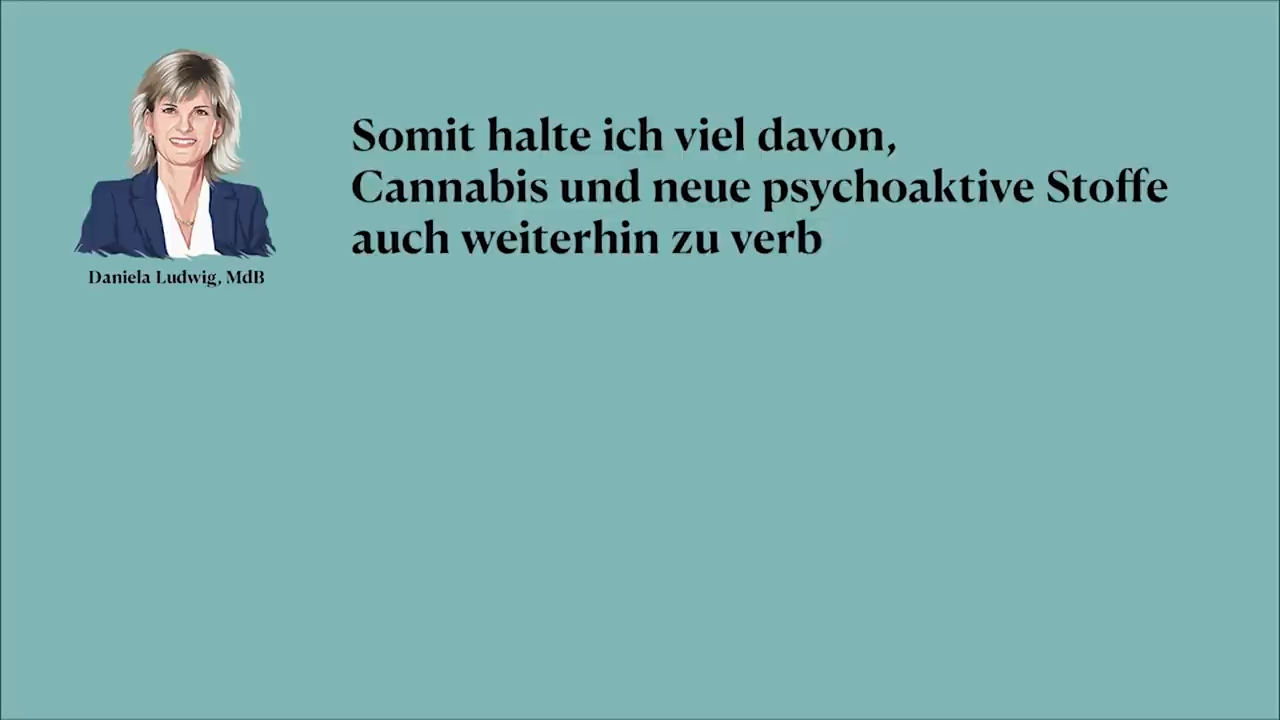 Somit halte ich viel davon,
Cannabis und neue psychoaktive Stoffe
auch weiterhin zu verb
Daniela Ludwig, MdB